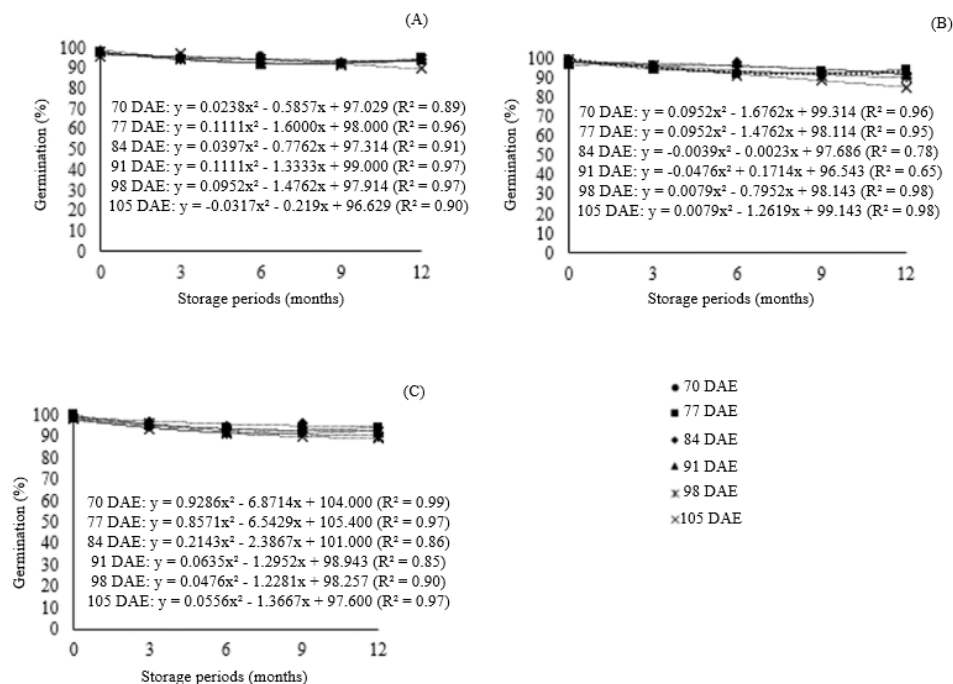 (A)
Germination (%)
100
90
80
70
60
50
40
30
20
10
0
70 DAE: y = 0.0238x² - 0.5857x + 97.029 (R² = 0.89)
77 DAE: y = 0.1111x² - 1.6000x + 98.000 (R² = 0.96)
84 DAE: y = 0.0397x² - 0.7762x + 97.314 (R² = 0.91)
91 DAE: y = 0.1111x² - 1.3333x + 99.000 (R² = 0.97)
98 DAE: y = 0.0952x² - 1.4762x + 97.914 (R² = 0.97)
105 DAE: y = -0.0317x² - 0.219x + 96.629 (R² = 0.90)
0 3 6 9 12
Storage periods (months)
(B)
Germination (%)
100
90
80
70
60
50
40
30
20
10
0
70 DAE: y = 0.0952x² - 1.6762x + 99.314 (R² = 0.96)
77 DAE: y = 0.0952x² - 1.4762x + 98.114 (R² = 0.95)
84 DAE: y = -0.0039x² - 0.0023x + 97.686 (R² = 0.78)
91 DAE: y = -0.0476x² + 0.1714x + 96.543 (R² = 0.65)
98 DAE: y = 0.0079x² - 0.7952x + 98.143 (R² = 0.98)
105 DAE: y = 0.0079x² - 1.2619x + 99.143 (R² = 0.98)
0 3 6 9 12
Storage periods (months)
(C)
Germination (%)
100
90
80
70
60
50
40
30
20
10
0
70 DAE: y = 0.9286x² - 6.8714x + 104.000 (R² = 0.99)
77 DAE: y = 0.8571x² - 6.5429x + 105.400 (R² = 0.97)
84 DAE: y = 0.2143x² - 2.3867x + 101.000 (R² = 0.86)
91 DAE: y = 0.0635x² - 1.2952x + 98.943 (R² = 0.85)
98 DAE: y = 0.0476x² - 1.2281x + 98.257 (R² = 0.90)
105 DAE: y = 0.0556x² - 1.3667x + 97.600 (R² = 0.97)
0 3 6 9 12
Storage periods (months)
70 DAE
77 DAE
84 DAE
91 DAE
98 DAE
105 DAE